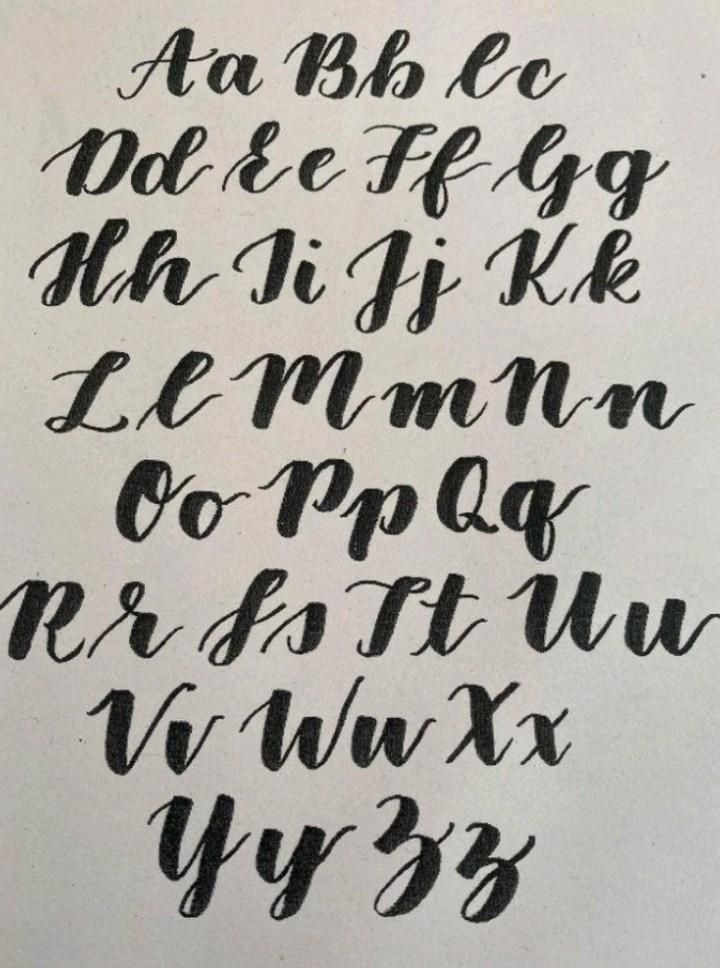 Aa Bb Cc
Dd Ee Ff Gg
Hh Ii Jj Kk
Ll Mm Nn
Oo Pp Qq
Rr Ss Tt Uu
Vv Ww Xx
Yy Zz